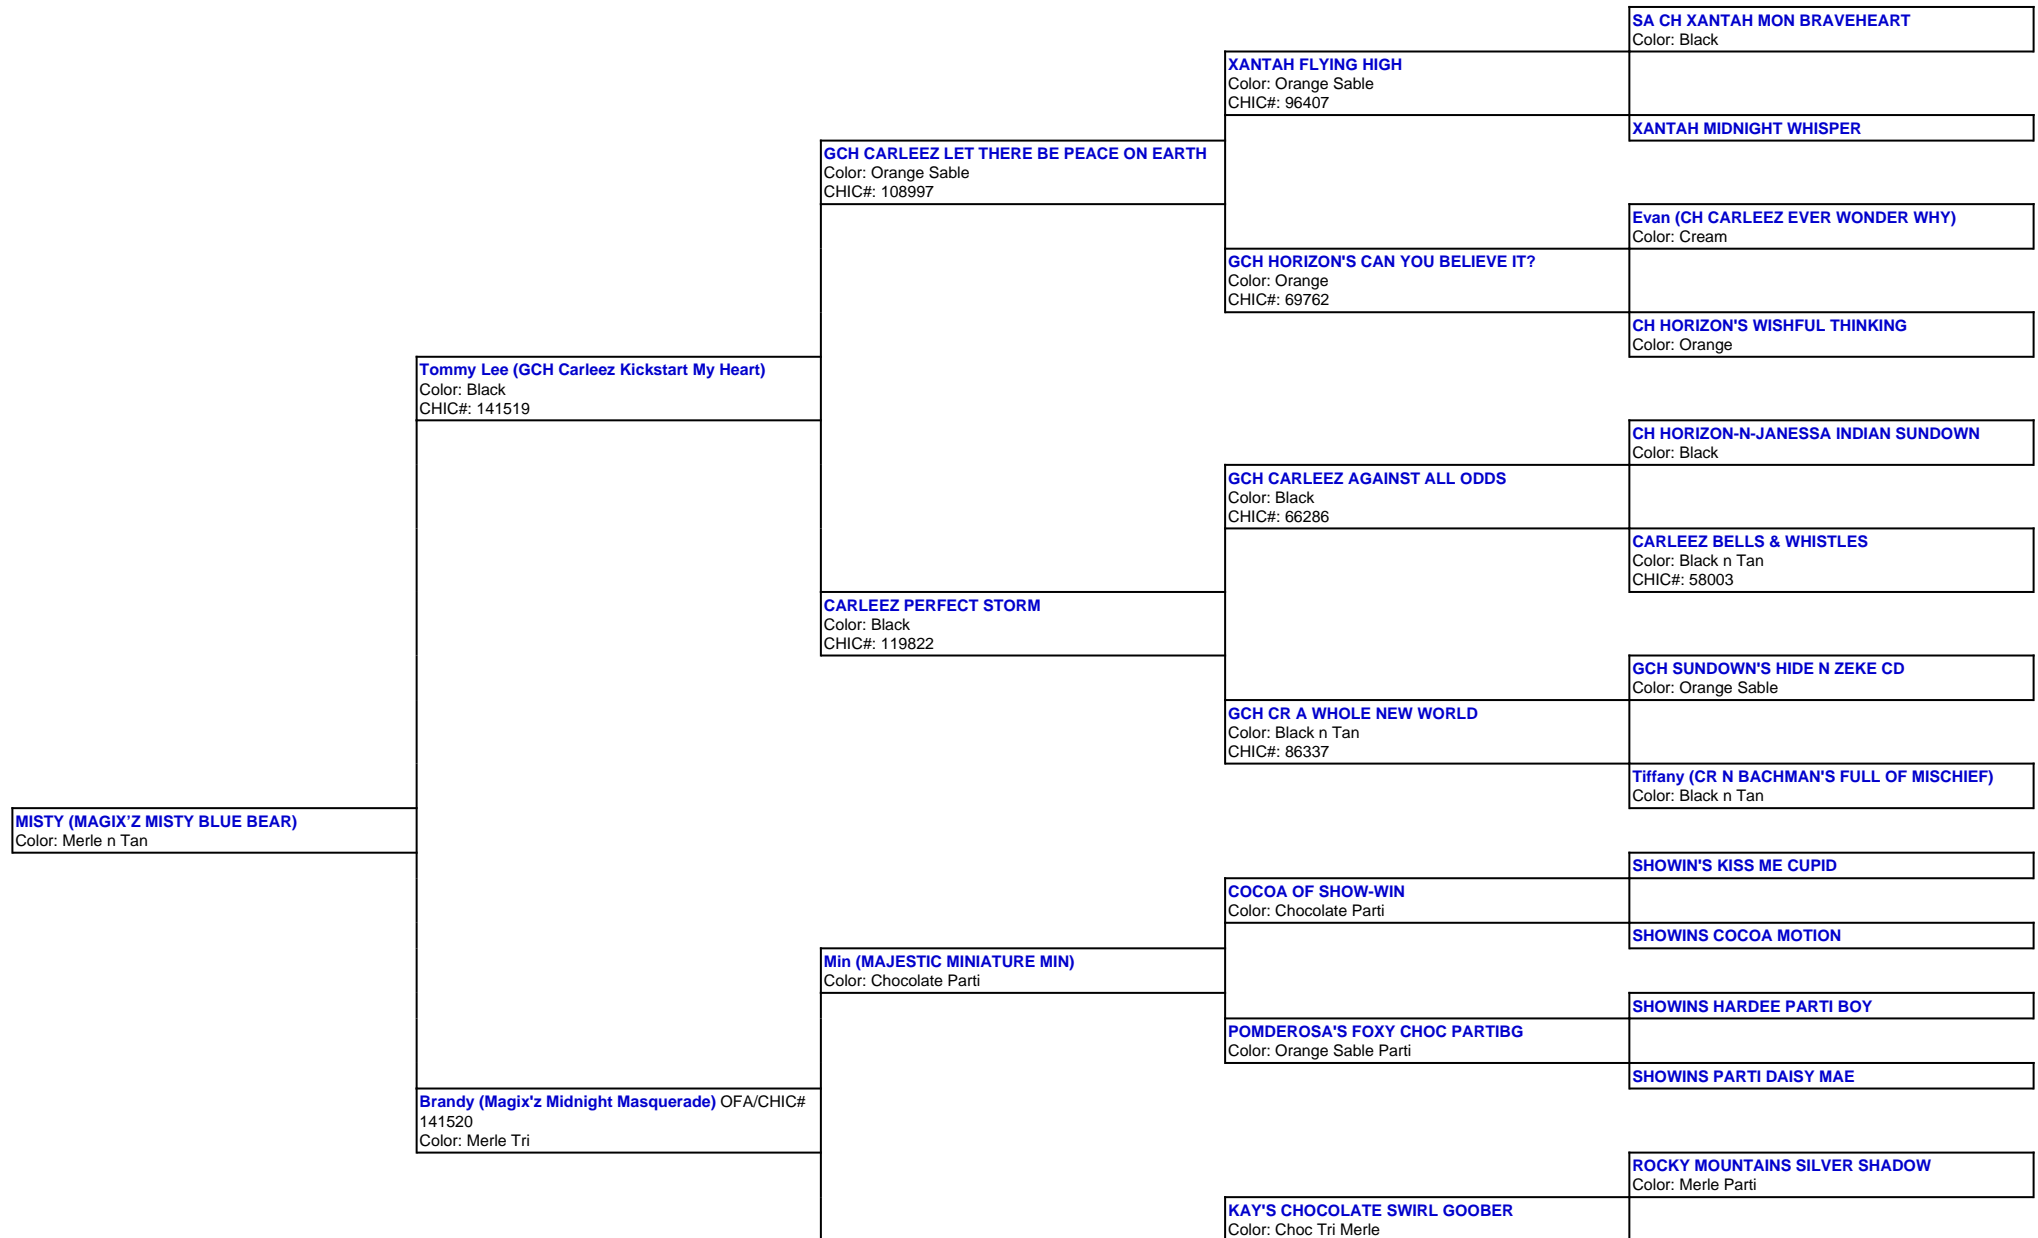 SA CH XANTAH MON BRAVEHEART
Color: Black
XANTAH FLYING HIGH
Color: Orange Sable
CHIC#: 96407
XANTAH MIDNIGHT WHISPER
GCH CARLEEZ LET THERE BE PEACE ON EARTH
Color: Orange Sable
CHIC#: 108997
Evan (CH CARLEEZ EVER WONDER WHY)
Color: Cream
GCH HORIZON'S CAN YOU BELIEVE IT?
Color: Orange
CHIC#: 69762
CH HORIZON'S WISHFUL THINKING
Color: Orange
Tommy Lee (GCH Carleez Kickstart My Heart)
Color: Black
CHIC#: 141519
CH HORIZON-N-JANESSA INDIAN SUNDOWN
Color: Black
GCH CARLEEZ AGAINST ALL ODDS
Color: Black
CHIC#: 66286
CARLEEZ BELLS & WHISTLES
Color: Black n Tan
CHIC#: 58003
CARLEEZ PERFECT STORM
Color: Black
CHIC#: 119822
GCH SUNDOWN'S HIDE N ZEKE CD
Color: Orange Sable
GCH CR A WHOLE NEW WORLD
Color: Black n Tan
CHIC#: 86337
Tiffany (CR N BACHMAN'S FULL OF MISCHIEF)
Color: Black n Tan
MISTY (MAGIX’Z MISTY BLUE BEAR)
Color: Merle n Tan
SHOWIN'S KISS ME CUPID
COCOA OF SHOW-WIN
Color: Chocolate Parti
SHOWINS COCOA MOTION
Min (MAJESTIC MINIATURE MIN)
Color: Chocolate Parti
SHOWINS HARDEE PARTI BOY
POMDEROSA'S FOXY CHOC PARTIBG
Color: Orange Sable Parti
SHOWINS PARTI DAISY MAE
Brandy (Magix'z Midnight Masquerade) OFA/CHIC#
141520
Color: Merle Tri
ROCKY MOUNTAINS SILVER SHADOW
Color: Merle Parti
KAY'S CHOCOLATE SWIRL GOOBER
Color: Choc Tri Merle